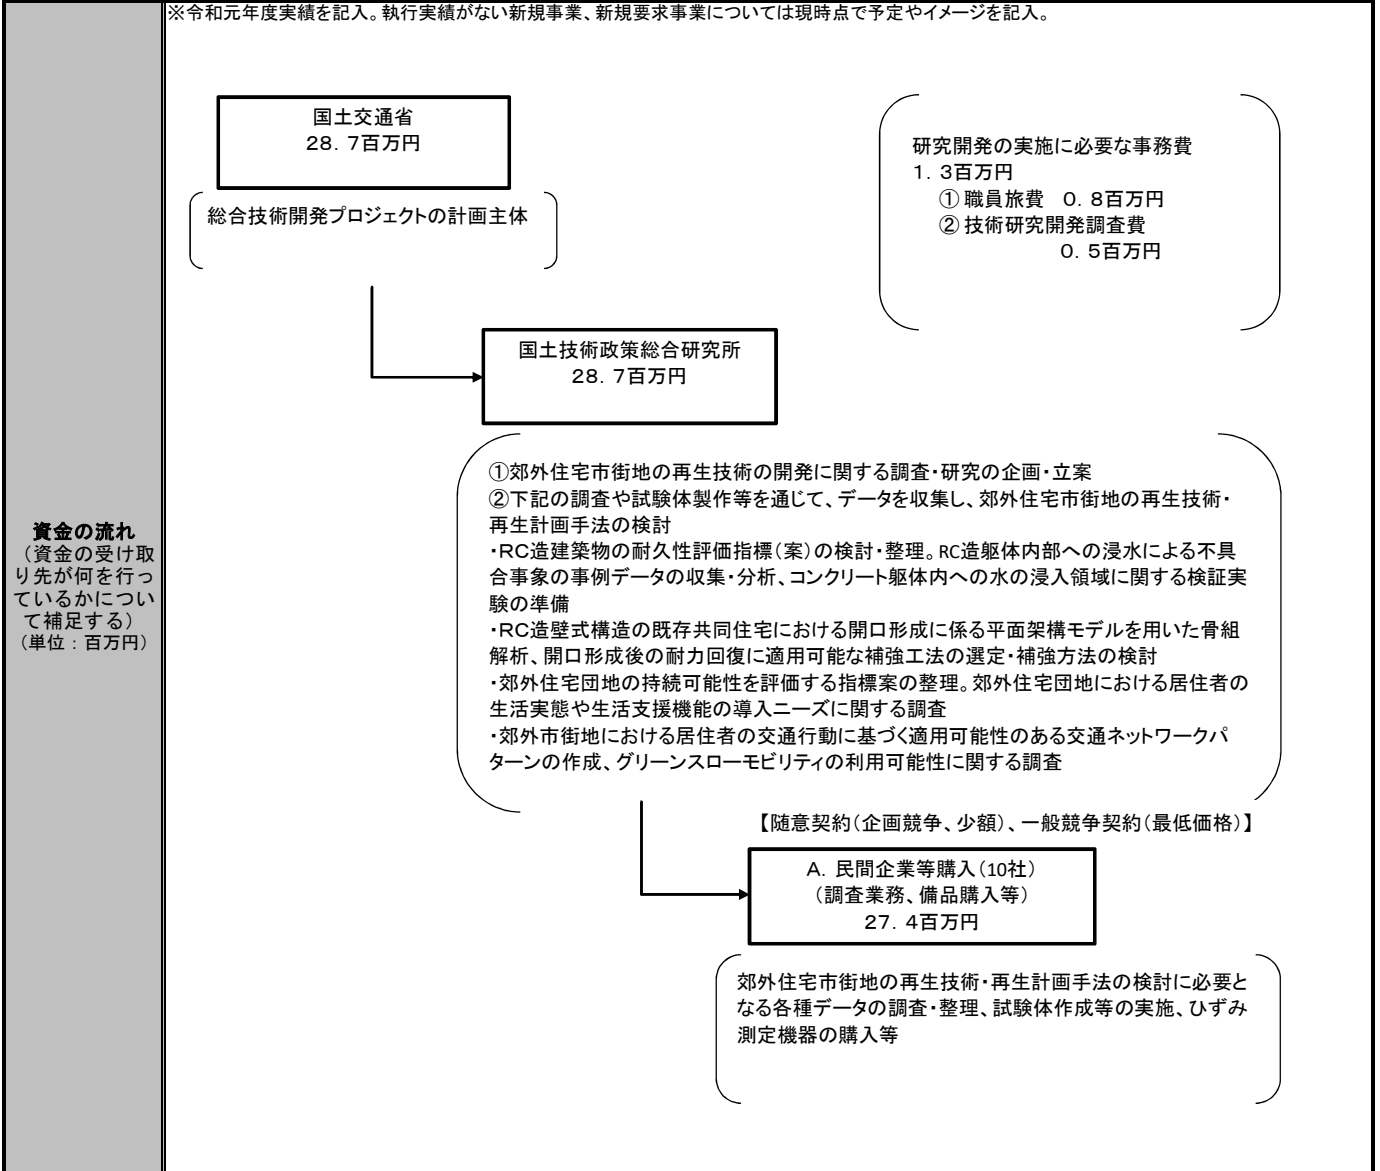 ※令和元年度実績を記入。執行実績がない新規事業、新規要求事業については現時点で予定やイメージを記入。
資金の流れ
（資金の受け取
り先が何を行っ
ているかについ
て補足する）
（単位：百万円）
国土交通省
２８．７百万円
総合技術開発プロジェクトの計画主体
研究開発の実施に必要な事務費
１．３百万円
①職員旅費　０．８百万円
②技術研究開発調査費
０．５百万円
国土技術政策総合研究所
２８．７百万円
①郊外住宅市街地の再生技術の開発に関する調査・研究の企画・立案
②下記の調査や試験体製作等を通じて、データを収集し、郊外住宅市街地の再生技術・
再生計画手法の検討
・ＲＣ造建築物の耐久性評価指標（案）の検討・整理。RC造躯体内部への浸水による不具
合事象の事例データの収集・分析、コンクリート躯体内への水の浸入領域に関する検証実
験の準備
・ＲＣ造壁式構造の既存共同住宅における開口形成に係る平面架構モデルを用いた骨組
解析、開口形成後の耐力回復に適用可能な補強工法の選定・補強方法の検討
・郊外住宅団地の持続可能性を評価する指標案の整理。郊外住宅団地における居住者の
生活実態や生活支援機能の導入ニーズに関する調査
・郊外市街地における居住者の交通行動に基づく適用可能性のある交通ネットワークパ
ターンの作成、グリーンスローモビリティの利用可能性に関する調査
【随意契約（企画競争、少額）、一般競争契約（最低価格）】
Ａ．民間企業等購入（10社）
（調査業務、備品購入等）
２７．４百万円
郊外住宅市街地の再生技術・再生計画手法の検討に必要と
なる各種データの調査・整理、試験体作成等の実施、ひずみ
測定機器の購入等